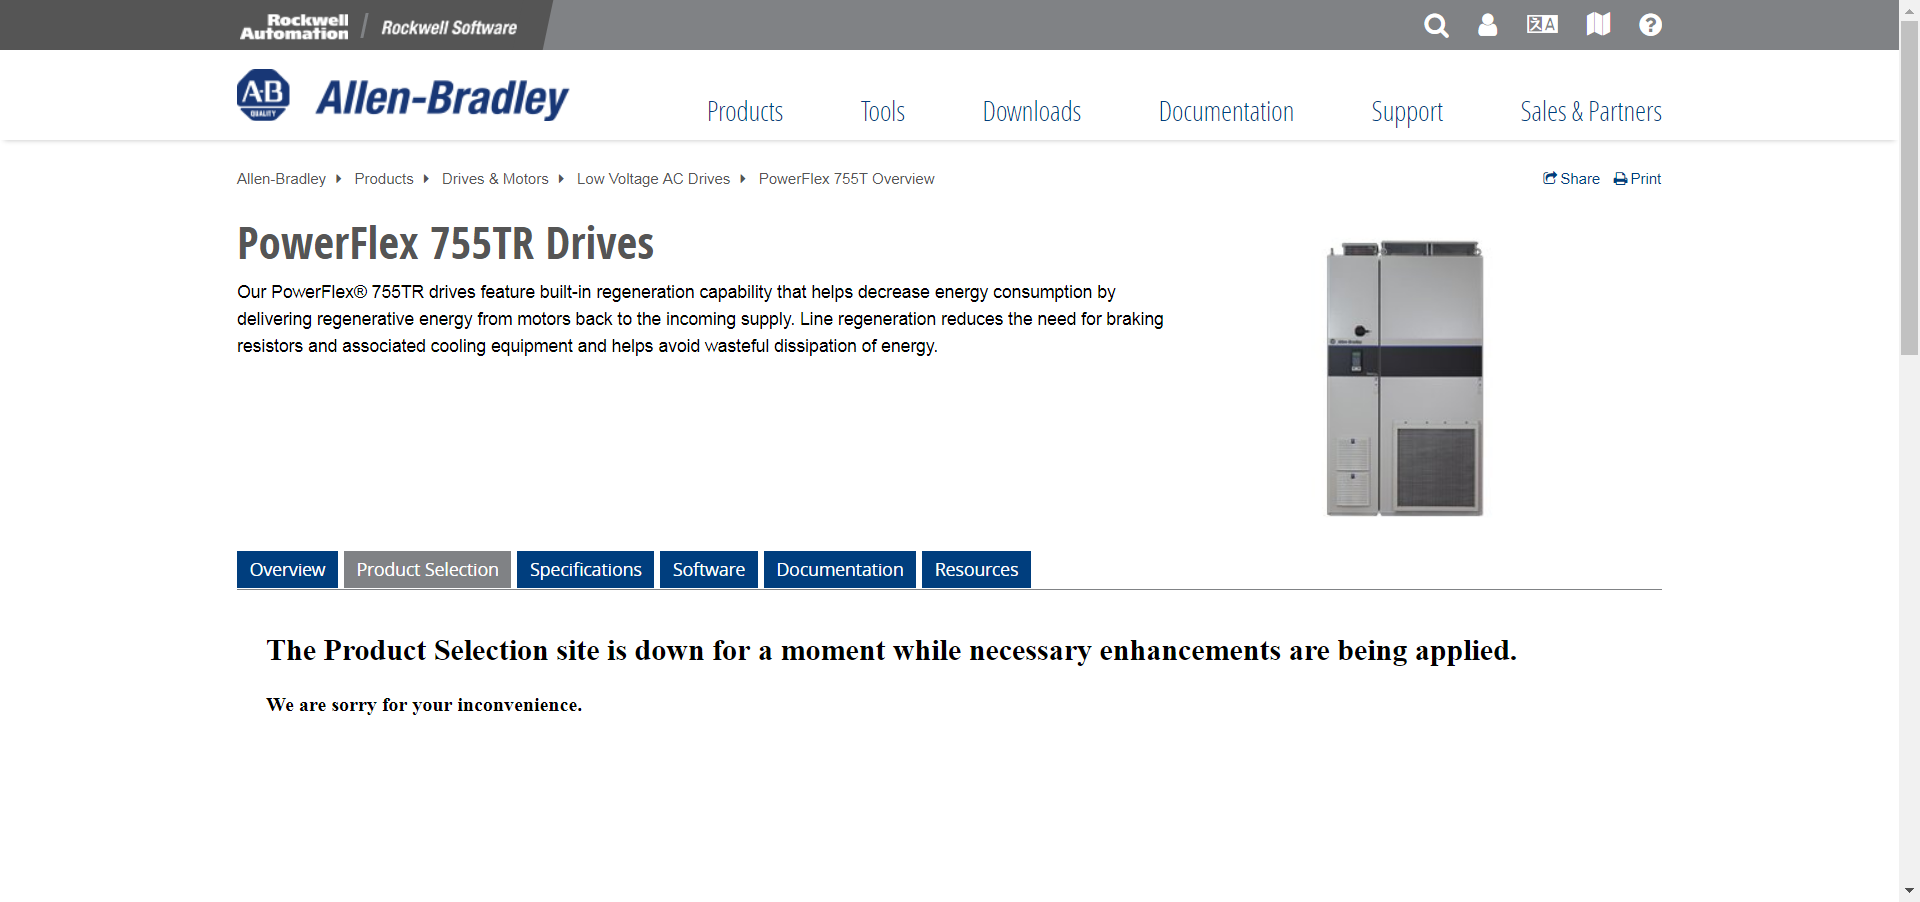 Rockwell Automation
Rockwell Software
A-B
QUALITY
Allen-Bradley
Products
Tools
Downloads
Documentation
Support
Sales & Partners
Allen-Bradley
Products
Drives & Motors
Low Voltage AC Drives
PowerFlex 755T Overview
Share
Print
PowerFlex 755TR Drives
Our PowerFlex® 755TR drives feature built-in regeneration capability that helps decrease energy consumption by
delivering regenerative energy from motors back to the incoming supply. Line regeneration reduces the need for braking
resistors and associated cooling equipment and helps avoid wasteful dissipation of energy.
Allen-Bradley
Overview
Product Selection
Specifications
Software
Documentation
Resources
The Product Selection site is down for a moment while necessary enhancements are being applied.
We are sorry for your inconvenience.